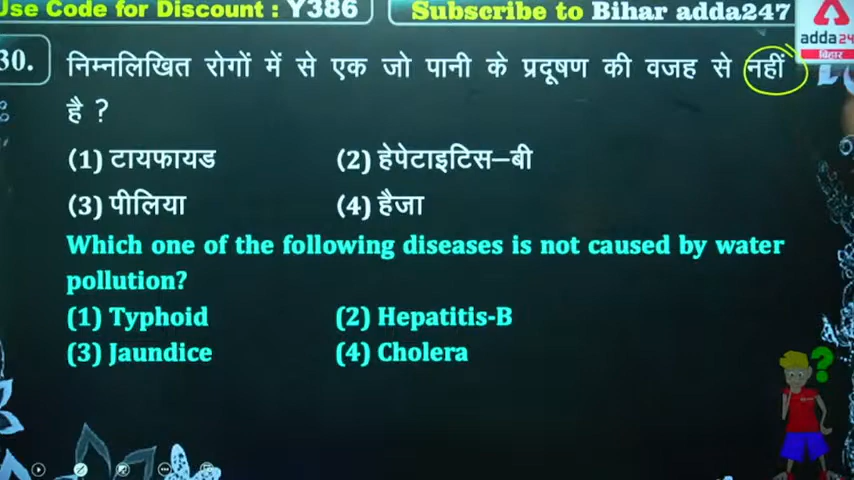 Use Code for Discount : Y386
Subscribe to Bihar adda247
adda24
बिहार
30.
निम्नलिखित रोगों में से एक जो पानी के प्रदूषण की वजह से नहीं
है ?
(1) टायफायड (2) हेपेटाइटिस–बी
(3) पीलिया (4) हैजा
Which one of the following diseases is not caused by water
pollution?
(1) Typhoid (2) Hepatitis-B
(3) Jaundice (4) Cholera